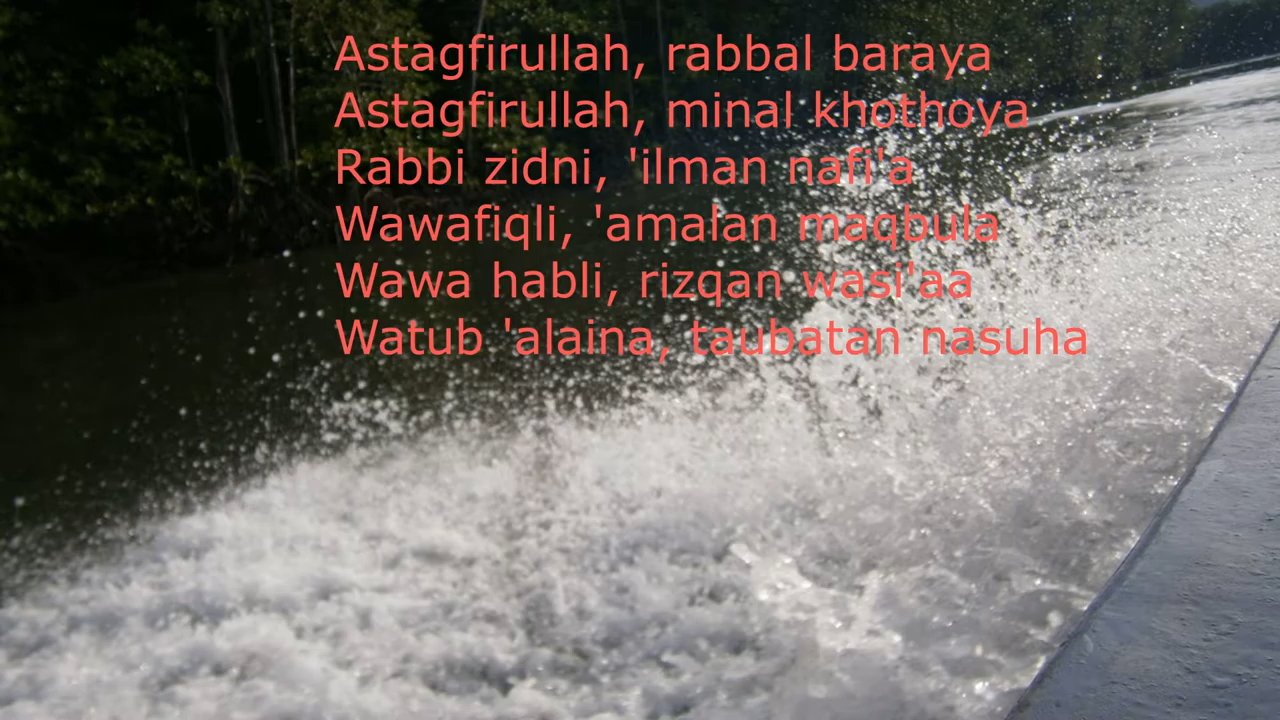 Astagfirullah, rabbal baraya
Astagfirullah, minal khothoya
Rabbi zidni, 'ilman nafi'a
Wawafiqli, 'amalan maqbula
Wawa habli, rizqan wasi'aa
Watub 'alaina, taubatan nasuha